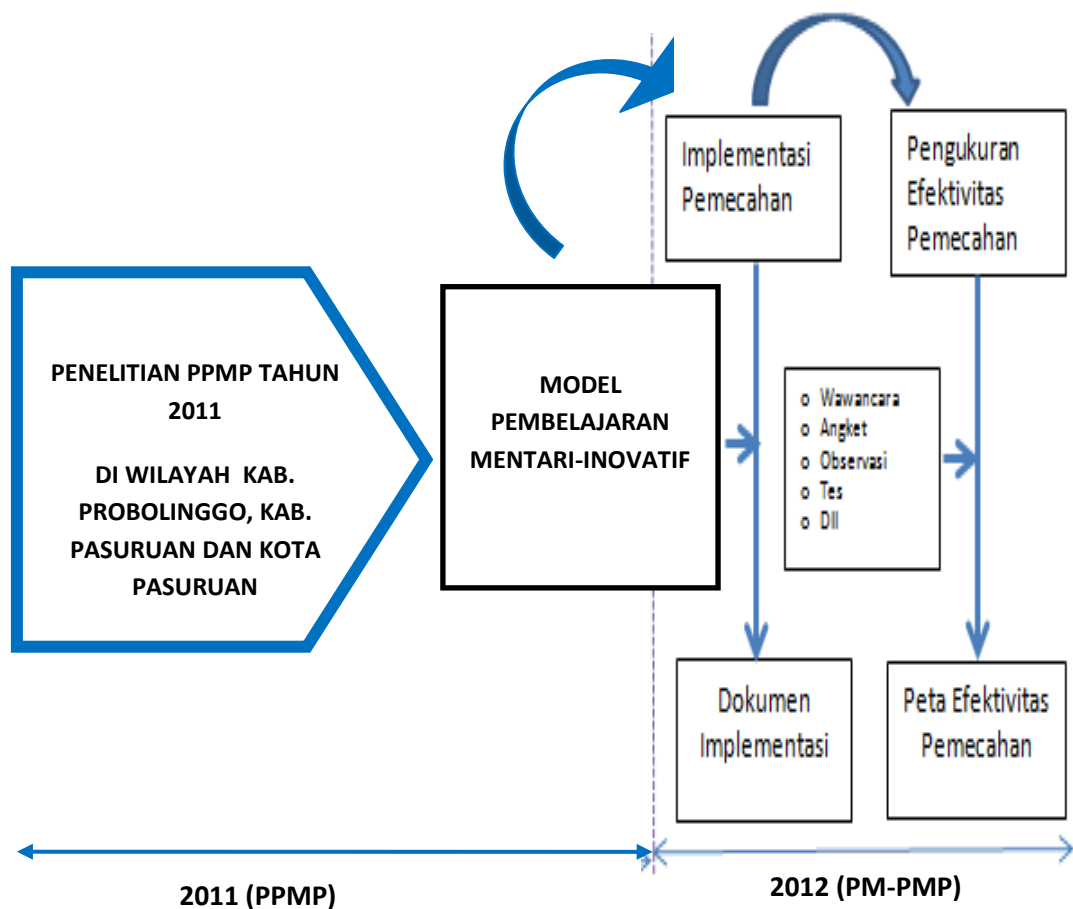 PENELITIAN PPMP TAHUN
2011
DI WILAYAH KAB.
PROBOLINGGO, KAB.
PASURUAN DAN KOTA
PASURUAN
MODEL
PEMBELAJARAN
MENTARI-INOVATIF
Implementasi
Pemecahan
Pengukuran
Efektivitas
Pemecahan
o Wawancara
o Angket
o Observasi
o Tes
o Dll
Dokumen
Implementasi
Peta Efektivitas
Pemecahan
2011 (PPMP)
2012 (PM-PMP)